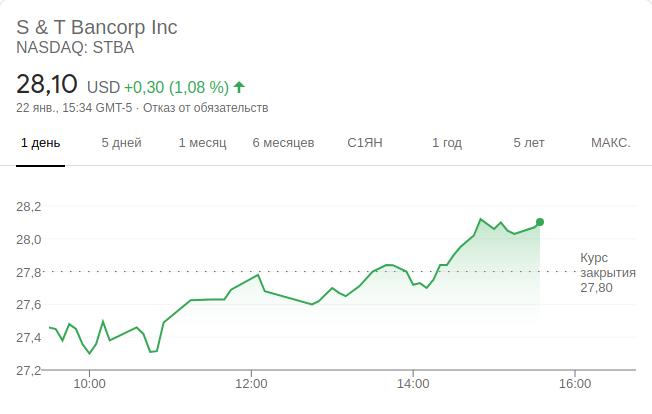 S & T Bancorp Inc
NASDAQ: STBA
28,10 USD +0,30 (1,08 %)
22 янв., 15:34 GMT-5 · Отказ от обязательств
1 день 5 дней 1 месяц 6 месяцев С1ЯН 1 год 5 лет МАКС.
28,2
28,0
Курс
27,8 закрытия
27,80
27,6
27,4
27,2
10:00 12:00 14:00 16:00